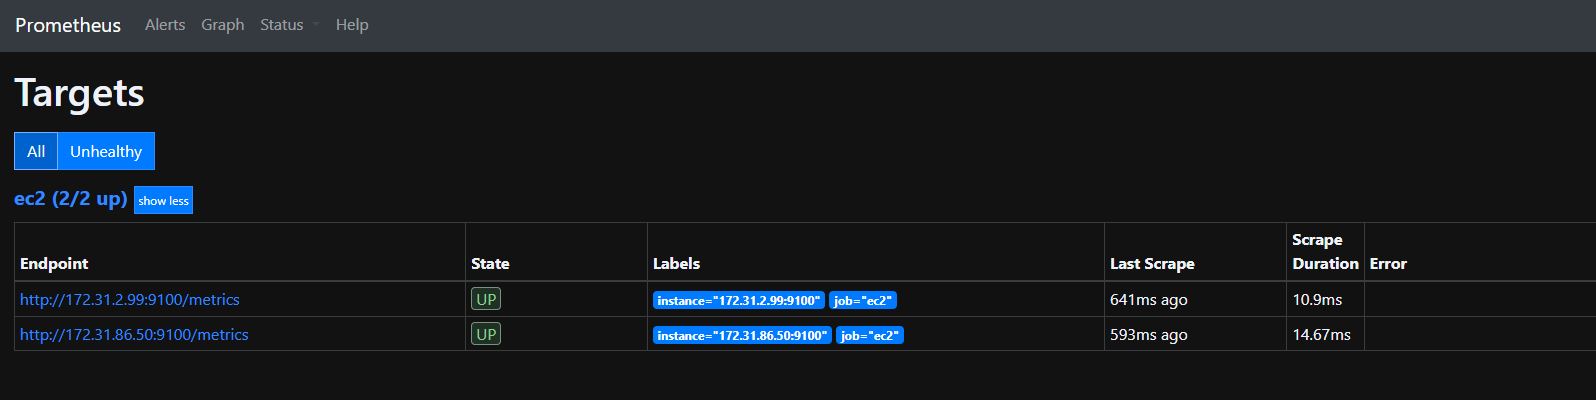 Prometheus Alerts Graph Status Help
Targets
All Unhealthy
ec2 (2/2 up) show less
Endpoint State Labels Last Scrape Scrape Duration Error
http://172.31.2.99:9100/metrics UP instance="172.31.2.99:9100" job="ec2" 641ms ago 10.9ms
http://172.31.86.50:9100/metrics UP instance="172.31.86.50:9100" job="ec2" 593ms ago 14.67ms